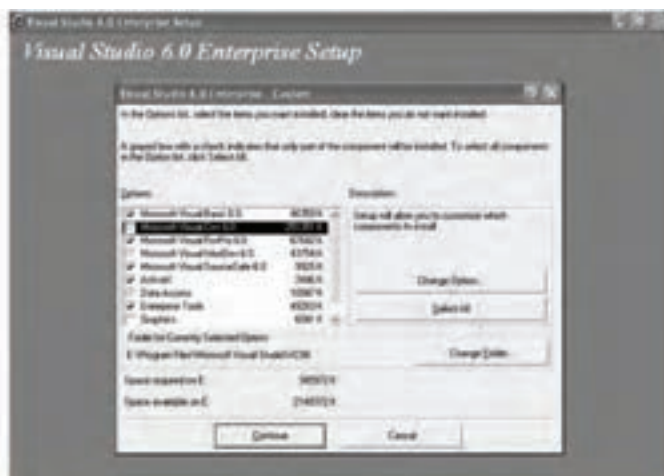 Visual Studio 6.0 Enterprise Setup
Visual Studio 6.0 Enterprise Setup
Visual Studio 6.0 Enterprise - Custom
In the Options list, select the items you want installed, clear the items you do not want installed.
A grayed box with a check indicates that only part of the component will be installed. To select all components
in the Option list, click Select All.
Options:
Description:
Microsoft Visual Basic 6.0
Microsoft Visual C++ 6.0
Microsoft Visual FoxPro 6.0
Microsoft Visual InterDev 6.0
Microsoft Visual SourceSafe 6.0
ActiveX
Data Access
Enterprise Tools
Graphics
Setup will allow you to customize which
components to install
Change Option...
Select All
Folder for Currently Selected Option:
E:\Program Files\Microsoft Visual Studio\VC98
Change Folder...
Space required on E:
Space available on E:
Continue
Cancel